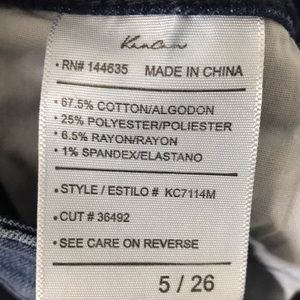 KanCan
• RN# 144635 MADE IN CHINA
• 67.5% COTTON/ALGODON
• 25% POLYESTER/POLIESTER
• 6.5% RAYON/RAYON
• 1% SPANDEX/ELASTANO
• STYLE / ESTILO # KC7114M
• CUT # 36492
• SEE CARE ON REVERSE
5 / 26